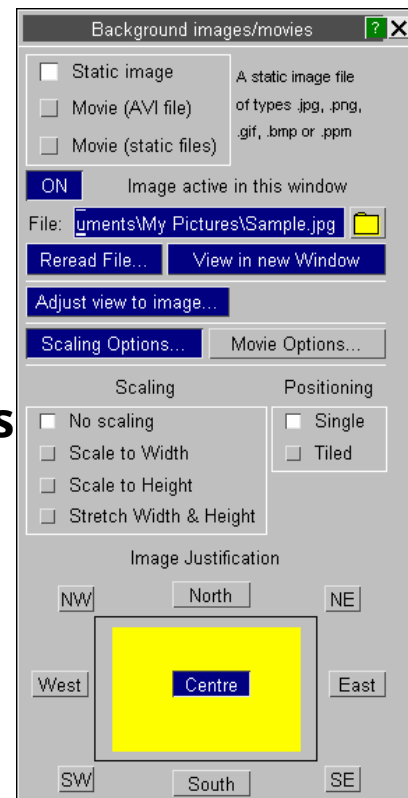 Background images/movies ? X
Static image
Movie (AVI file)
Movie (static files)
A static image file
of types .jpg, .png,
.gif, .bmp or .ppm
ON Image active in this window
File: uments\My Pictures\Sample.jpg
Reread File... View in new Window
Adjust view to image...
Scaling Options... Movie Options...
Scaling Positioning
s
No scaling Single
Scale to Width Tiled
Scale to Height
Stretch Width & Height
Image Justification
NW North NE
West Centre East
SW South SE